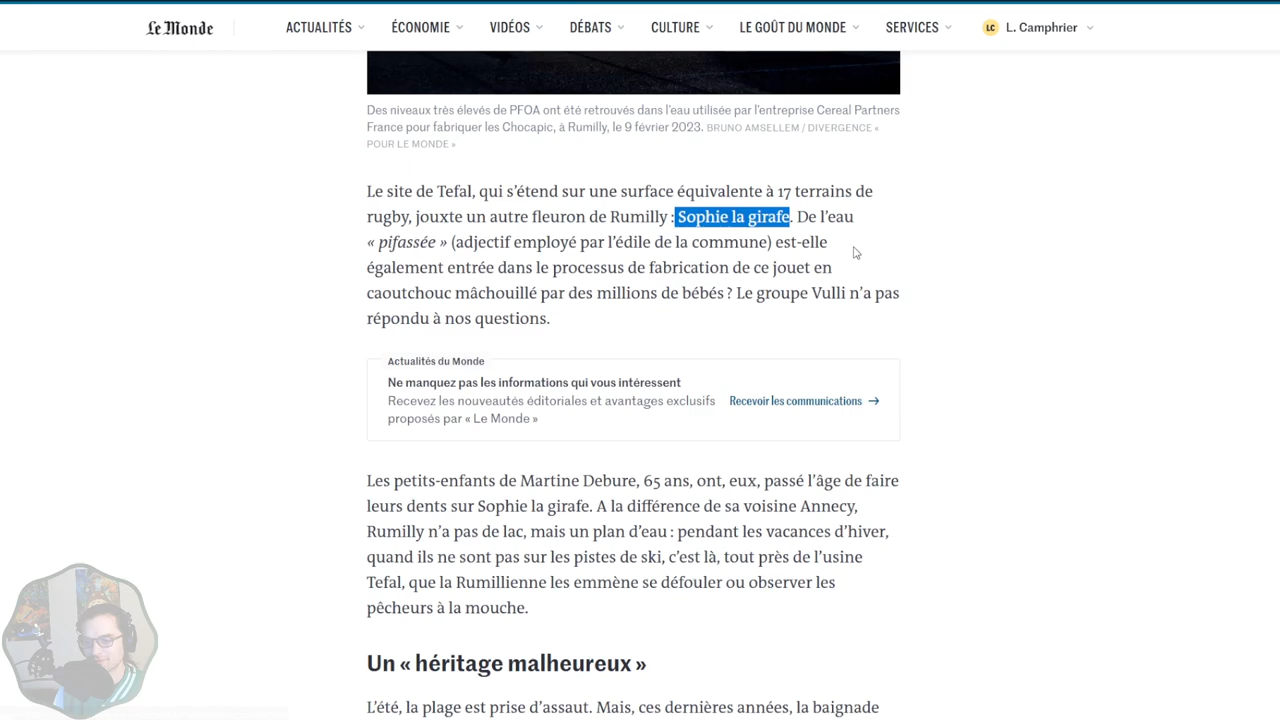 Le Monde
ACTUALITÉS
ÉCONOMIE
VIDÉOS
DÉBATS
CULTURE
LE GOÛT DU MONDE
SERVICES
LC
L. Camphrier
Des niveaux très élevés de PFOA ont été retrouvés dans l'eau utilisée par l'entreprise Cereal Partners
France pour fabriquer les Chocapic, à Rumilly, le 9 février 2023. BRUNO AMSELLEM / DIVERGENCE «
POUR LE MONDE »
Le site de Tefal, qui s'étend sur une surface équivalente à 17 terrains de
rugby, jouxte un autre fleuron de Rumilly : Sophie la girafe. De l'eau
« pifassée » (adjectif employé par l'édile de la commune) est-elle
également entrée dans le processus de fabrication de ce jouet en
caoutchouc mâchouillé par des millions de bébés ? Le groupe Vulli n'a pas
répondu à nos questions.
Actualités du Monde
Ne manquez pas les informations qui vous intéressent
Recevez les nouveautés éditoriales et avantages exclusifs
proposés par « Le Monde »
Recevoir les communications →
Les petits-enfants de Martine Debure, 65 ans, ont, eux, passé l'âge de faire
leurs dents sur Sophie la girafe. A la différence de sa voisine Annecy,
Rumilly n'a pas de lac, mais un plan d'eau : pendant les vacances d'hiver,
quand ils ne sont pas sur les pistes de ski, c'est là, tout près de l'usine
Tefal, que la Rumillienne les emmène se défouler ou observer les
pêcheurs à la mouche.
Un « héritage malheureux »
L'été, la plage est prise d'assaut. Mais, ces dernières années, la baignade